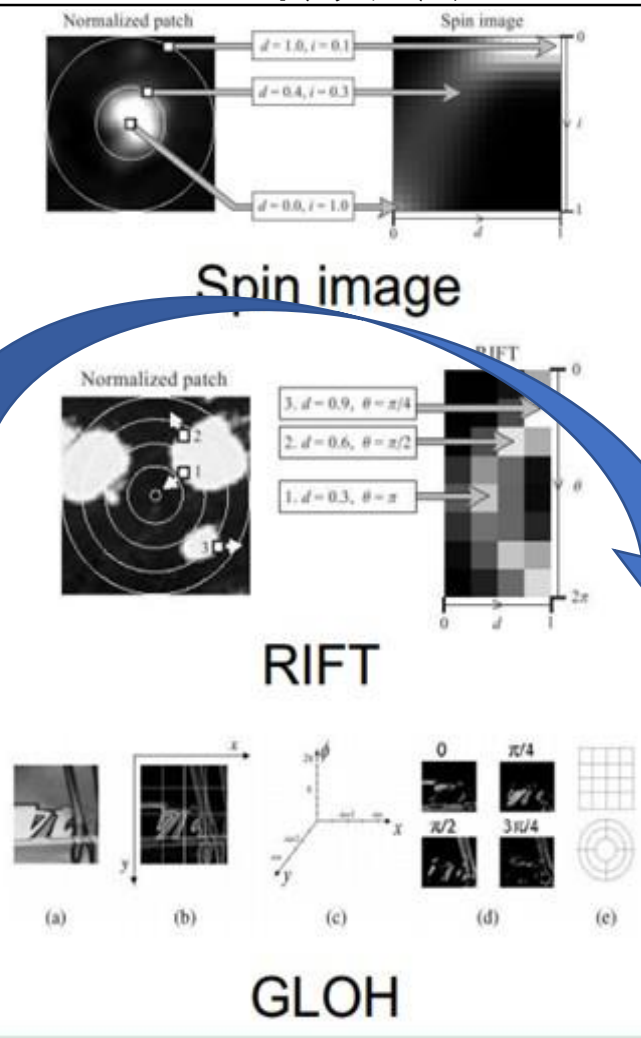 Normalized patch
Spin image
d = 1.0, i = 0.1
d = 0.4, i = 0.3
d = 0.0, i = 1.0
0
i
1
0
d
1
Spin image
RIFT
Normalized patch
3. d = 0.9, θ = π/4
2. d = 0.6, θ = π/2
1. d = 0.3, θ = π
2
1
3
0
θ
2π
0
d
1
RIFT
x
y
2π
ϕ
x
y
0
π/4
π/2
3π/4
(a)
(b)
(c)
(d)
(e)
GLOH